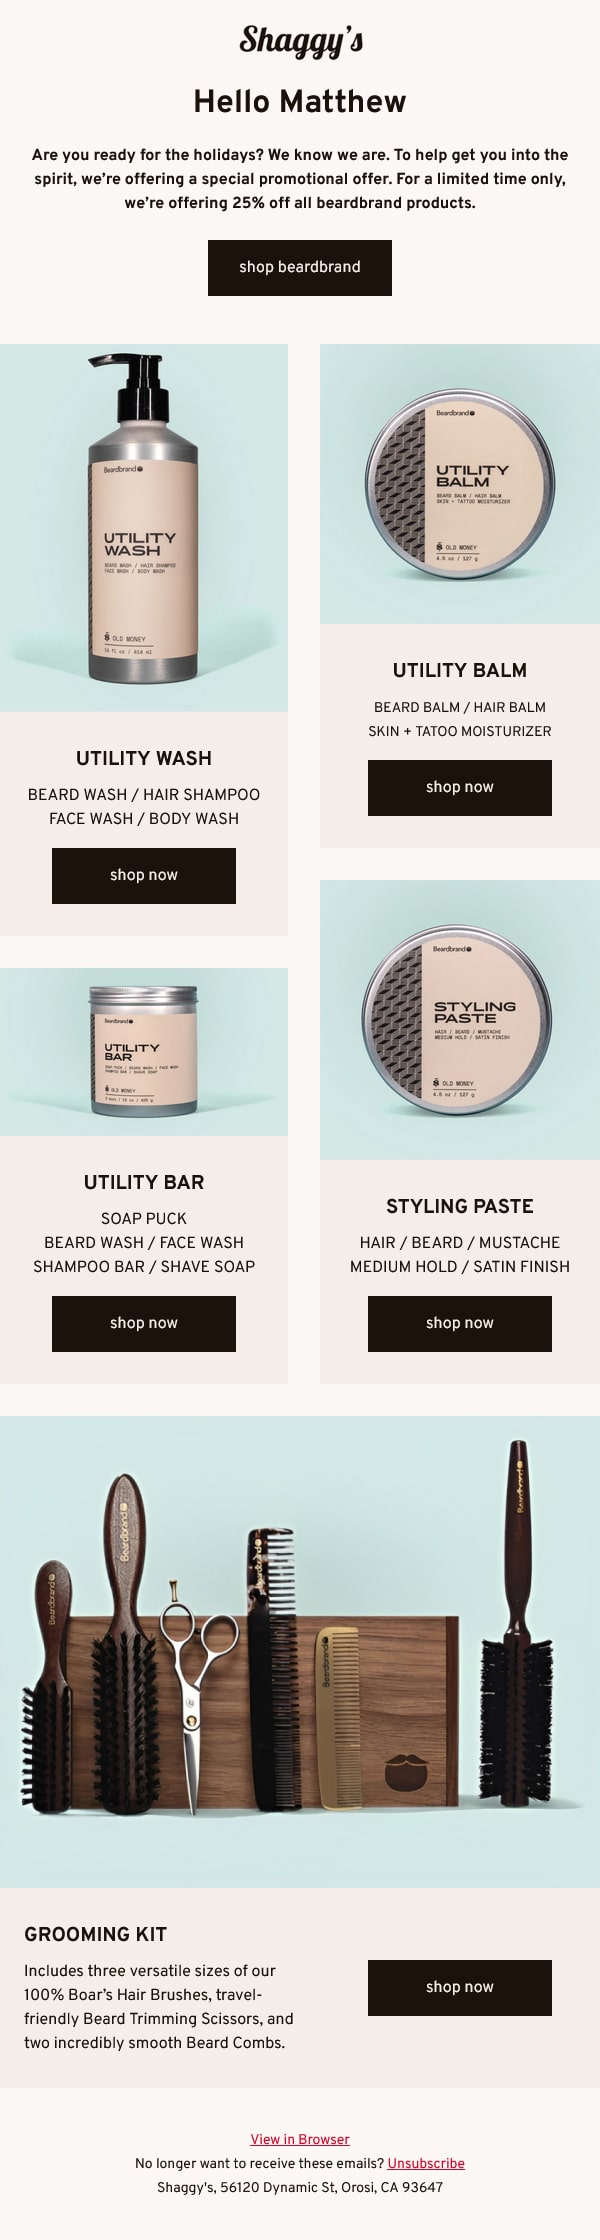 Shaggy's
Hello Matthew
Are you ready for the holidays? We know we are. To help get you into the
spirit, we're offering a special promotional offer. For a limited time only,
we're offering 25% off all beardbrand products.
shop beardbrand
Beardbrand
UTILITY
WASH
BEARD WASH / HAIR SHAMPOO
FACE WASH / BODY WASH
OLD MONEY
14 fl oz / 414 ml
UTILITY WASH
BEARD WASH / HAIR SHAMPOO
FACE WASH / BODY WASH
shop now
Beardbrand
UTILITY
BALM
BEARD BALM / HAIR BALM
SKIN + TATTOO MOISTURIZER
OLD MONEY
4.5 oz / 127 g
UTILITY BALM
BEARD BALM / HAIR BALM
SKIN + TATOO MOISTURIZER
shop now
Beardbrand
UTILITY
BAR
SOAP PUCK / BEARD WASH / FACE WASH
SHAMPOO BAR / SHAVE SOAP
OLD MONEY
UTILITY BAR
SOAP PUCK
BEARD WASH / FACE WASH
SHAMPOO BAR / SHAVE SOAP
shop now
Beardbrand
STYLING
PASTE
HAIR / BEARD / MUSTACHE
MEDIUM HOLD / SATIN FINISH
OLD MONEY
4.5 oz / 127 g
STYLING PASTE
HAIR / BEARD / MUSTACHE
MEDIUM HOLD / SATIN FINISH
shop now
Beardbrand
Beardbrand
Beardbrand
Beardbrand
Beardbrand
GROOMING KIT
Includes three versatile sizes of our
100% Boar's Hair Brushes, travel-
friendly Beard Trimming Scissors, and
two incredibly smooth Beard Combs.
shop now
View in Browser
No longer want to receive these emails? Unsubscribe
Shaggy's, 56120 Dynamic St, Orosi, CA 93647